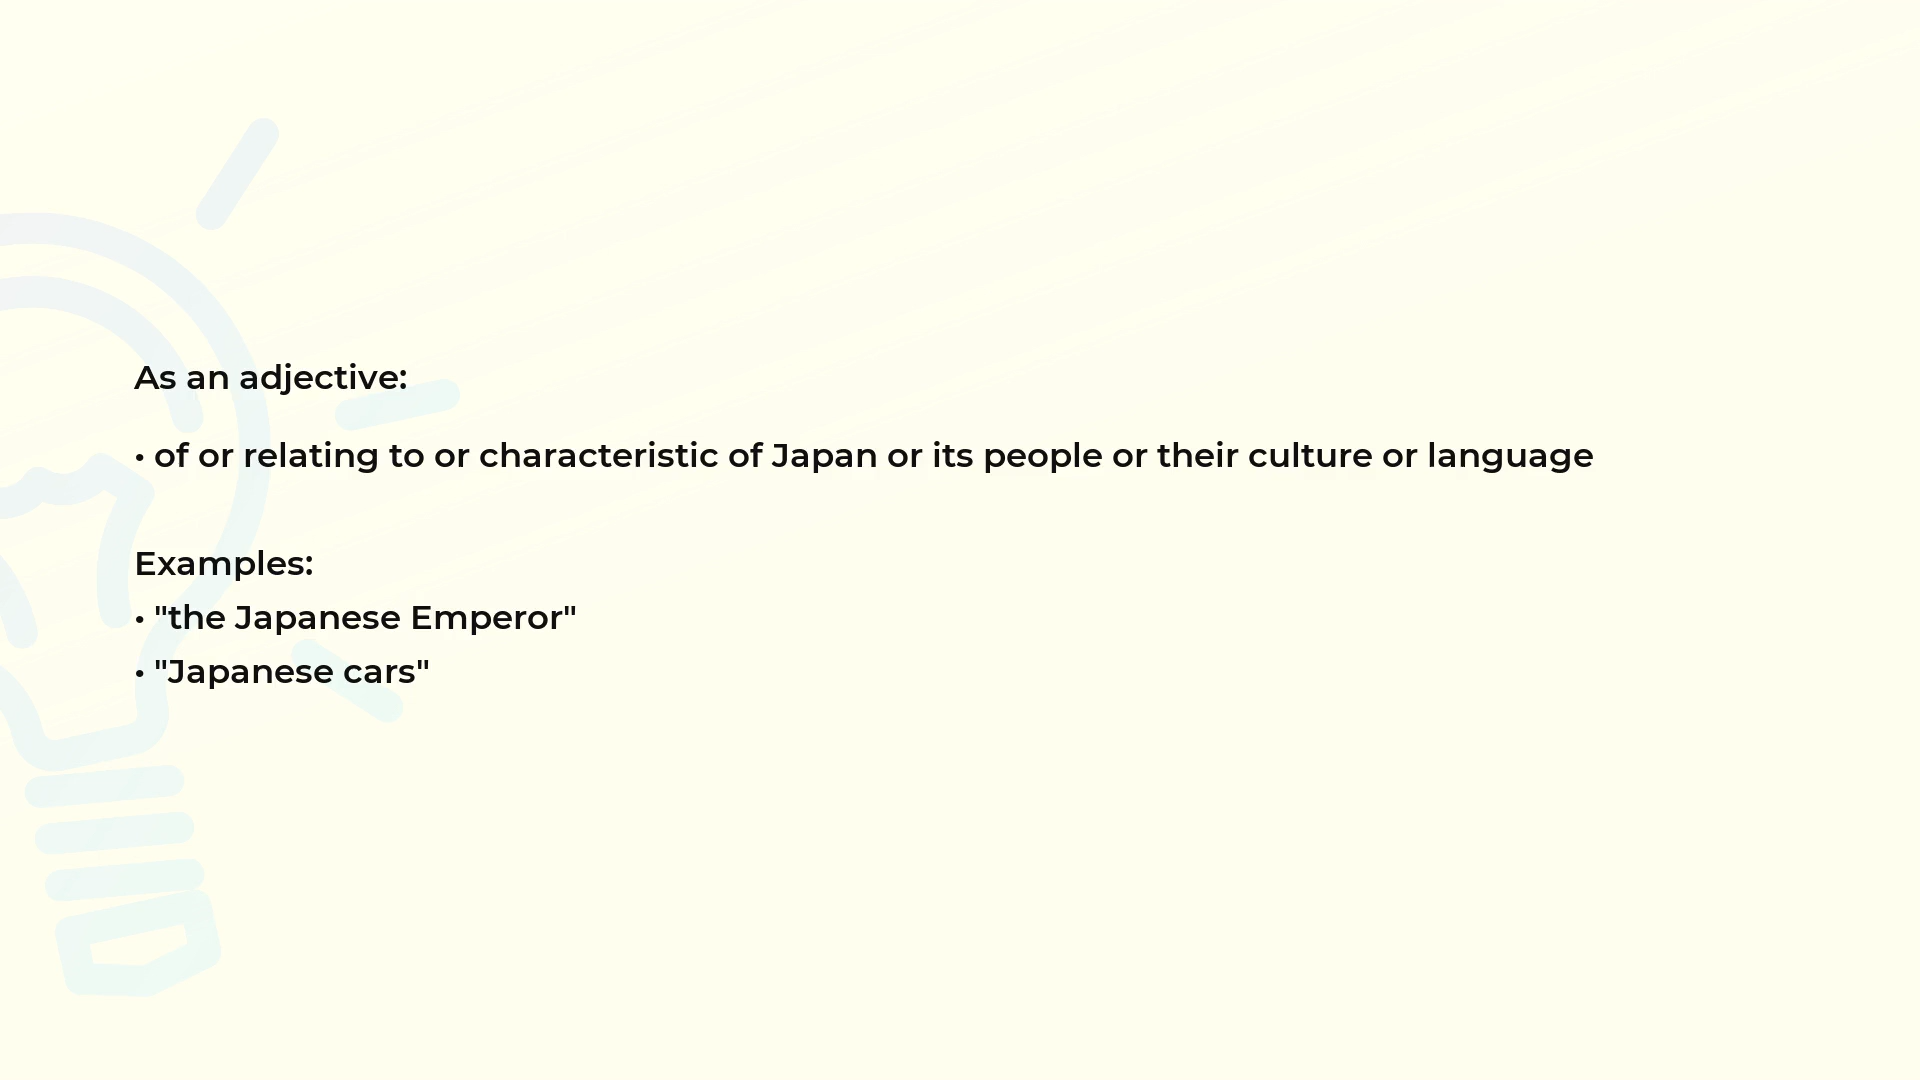 As an adjective:
• of or relating to or characteristic of Japan or its people or their culture or language
Examples:
• "the Japanese Emperor"
• "Japanese cars"